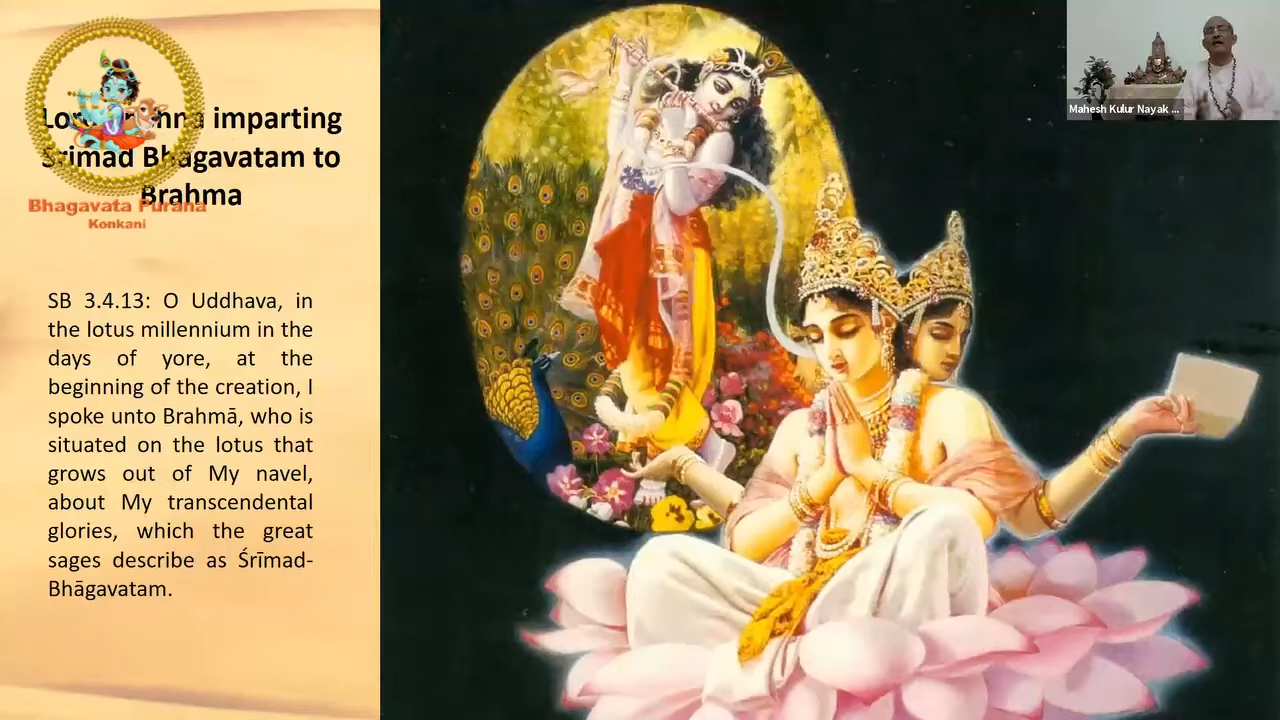 Lord Krishna imparting
Srimad Bhagavatam to
Brahma
Bhagavata Purana
Konkani
SB 3.4.13: O Uddhava, in
the lotus millennium in the
days of yore, at the
beginning of the creation, I
spoke unto Brahmā, who is
situated on the lotus that
grows out of My navel,
about My transcendental
glories, which the great
sages describe as Śrīmad-
Bhāgavatam.
Mahesh Kulur Nayak ...